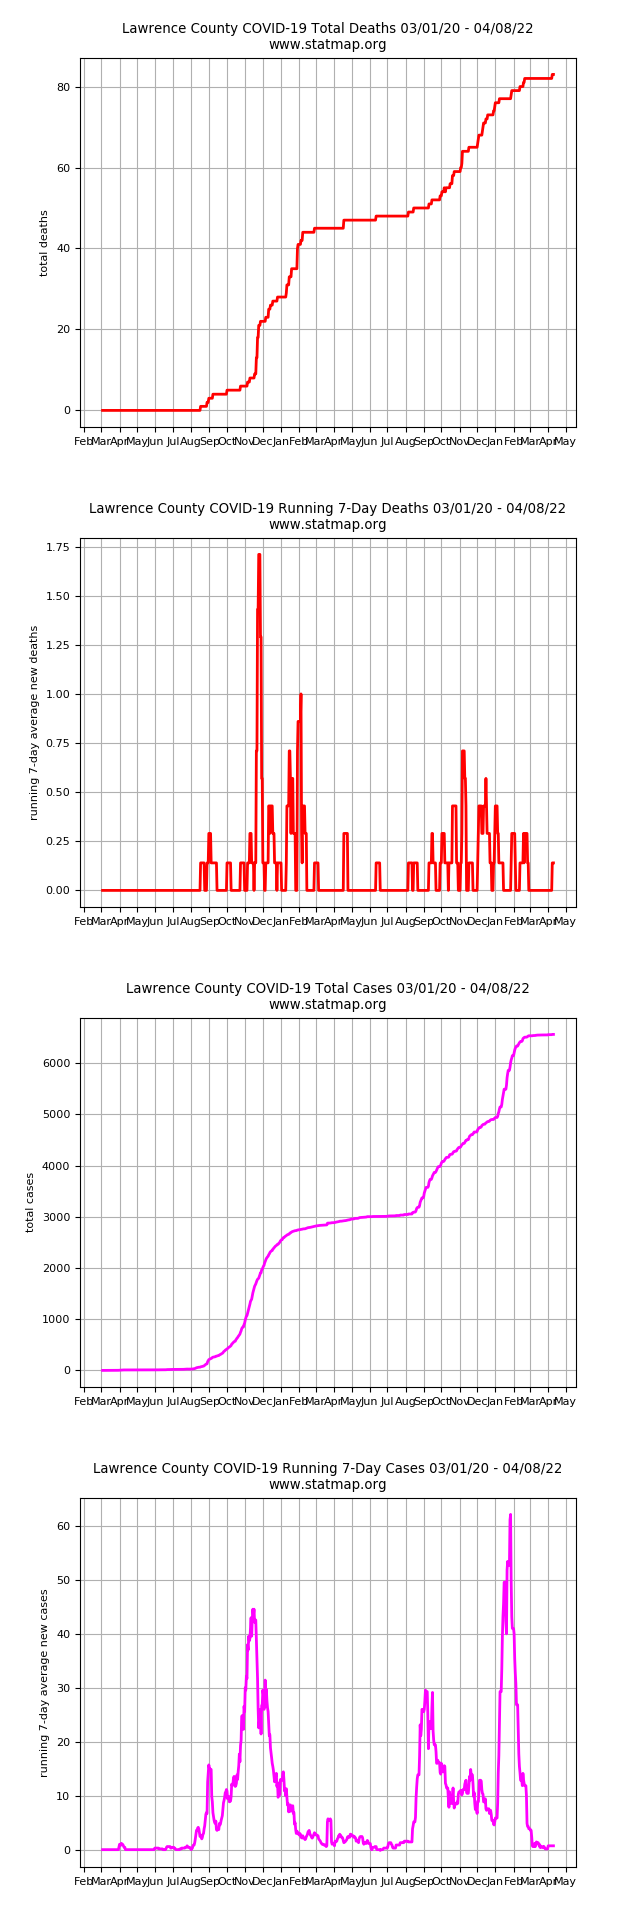 Lawrence County COVID-19 Total Deaths 03/01/20 - 04/08/22
www.statmap.org
80
60
40
20
0
total deaths
Feb Mar Apr May Jun Jul Aug Sep Oct Nov Dec Jan Feb Mar Apr May Jun Jul Aug Sep Oct Nov Dec Jan Feb Mar Apr May
Lawrence County COVID-19 Running 7-Day Deaths 03/01/20 - 04/08/22
www.statmap.org
1.75
1.50
1.25
1.00
0.75
0.50
0.25
0.00
running 7-day average new deaths
Feb Mar Apr May Jun Jul Aug Sep Oct Nov Dec Jan Feb Mar Apr May Jun Jul Aug Sep Oct Nov Dec Jan Feb Mar Apr May
Lawrence County COVID-19 Total Cases 03/01/20 - 04/08/22
www.statmap.org
6000
5000
4000
3000
2000
1000
0
total cases
Feb Mar Apr May Jun Jul Aug Sep Oct Nov Dec Jan Feb Mar Apr May Jun Jul Aug Sep Oct Nov Dec Jan Feb Mar Apr May
Lawrence County COVID-19 Running 7-Day Cases 03/01/20 - 04/08/22
www.statmap.org
60
50
40
30
20
10
0
running 7-day average new cases
Feb Mar Apr May Jun Jul Aug Sep Oct Nov Dec Jan Feb Mar Apr May Jun Jul Aug Sep Oct Nov Dec Jan Feb Mar Apr May